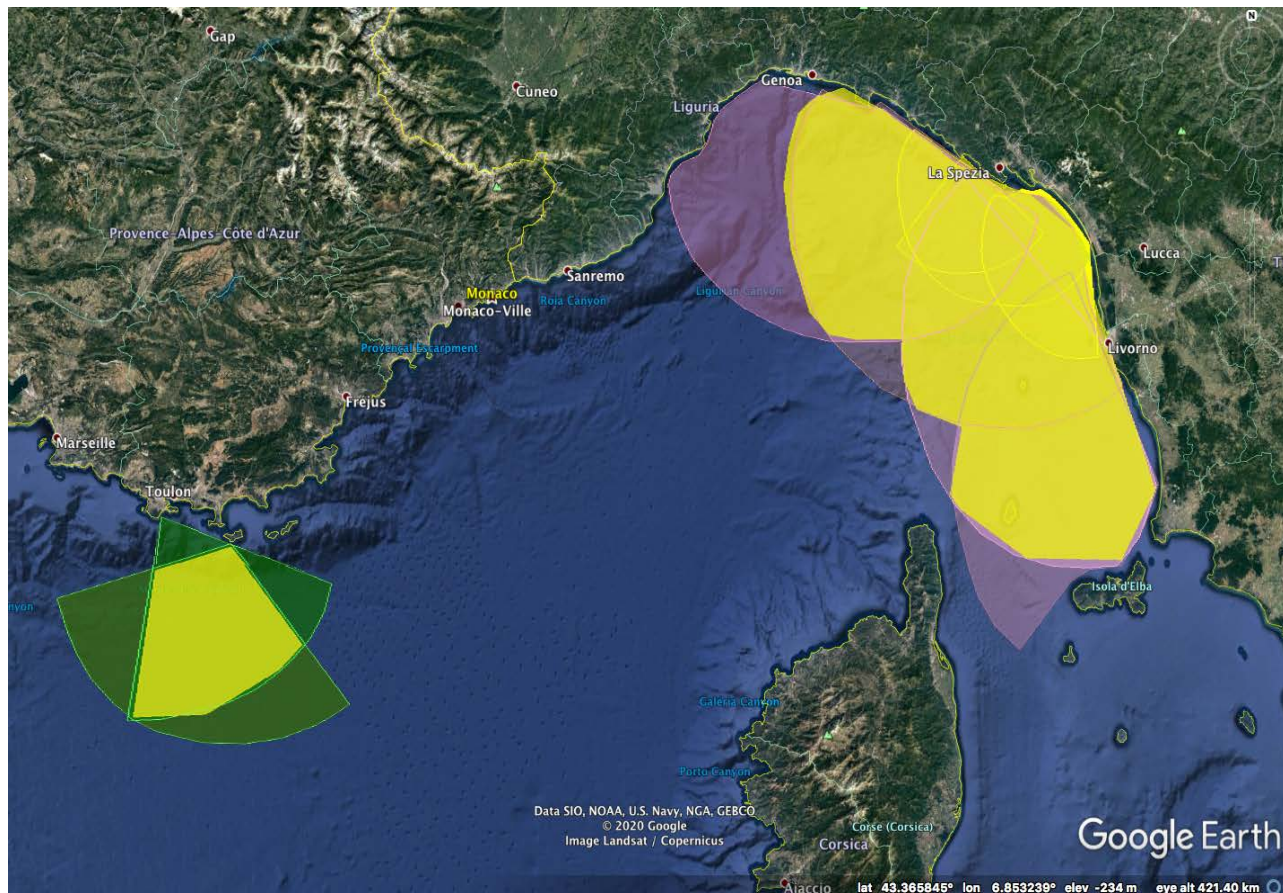 N
Gap
Genoa
Cuneo
Liguria
La Spezia
Provence-Alpes-Côte d'Azur
Lucca
T
Sanremo
Monaco
Roia Canyon
Ligurian Canyon
Monaco-Ville
Provençal Escarpment
Livorno
Fréjus
Marseille
Toulon
Isola d'Elba
nyon
Galeria Canyon
Porto Canyon
Data SIO, NOAA, U.S. Navy, NGA, GEBCO
© 2020 Google
Image Landsat / Copernicus
Corse (Corsica)
Corsica
Google Earth
Ajaccio
lat 43.365845° lon 6.853239° elev -234 m eye alt 421.40 km